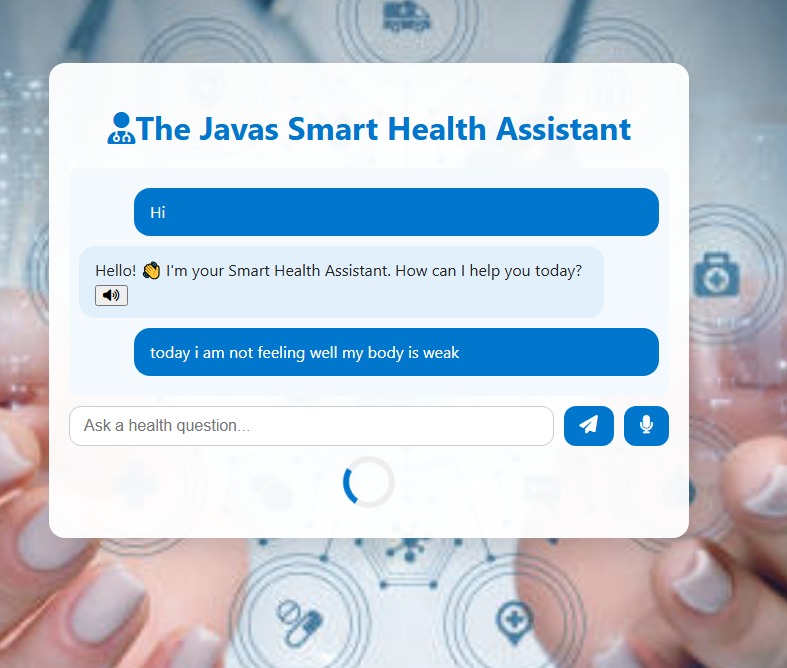 The Javas Smart Health Assistant
Hi
Hello! 👏 I'm your Smart Health Assistant. How can I help you today?
today i am not feeling well my body is weak
Ask a health question...